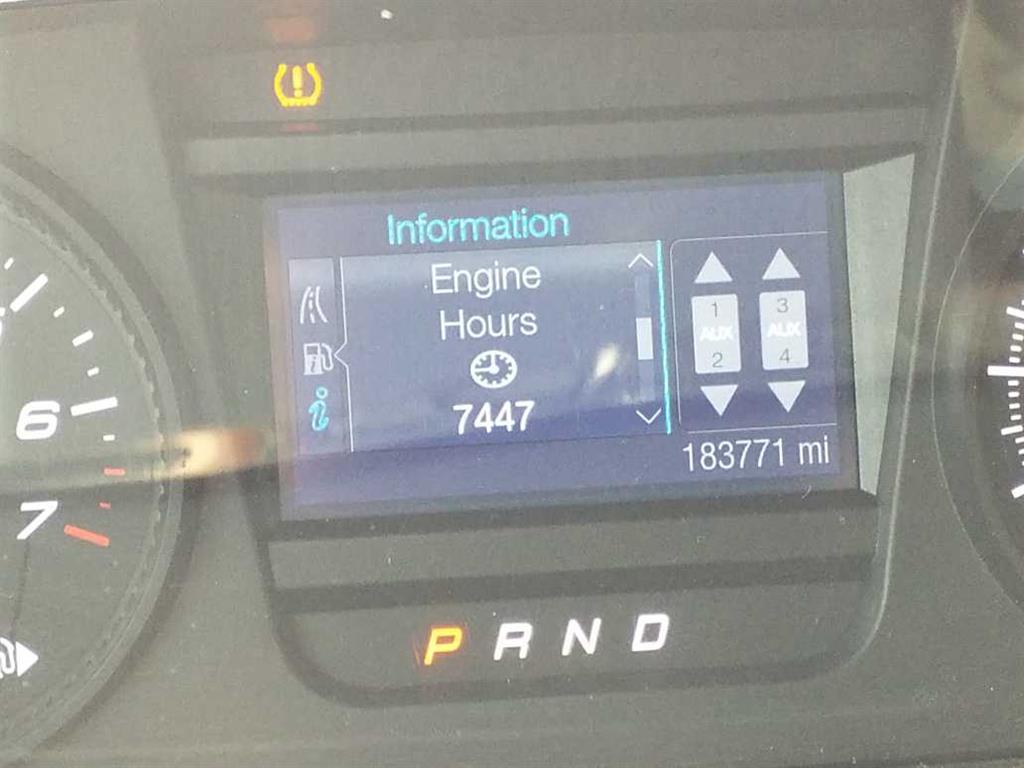 Information
Engine
Hours
7447
1
AUX
2
3
AUX
4
183771 mi
6
7
P R N D